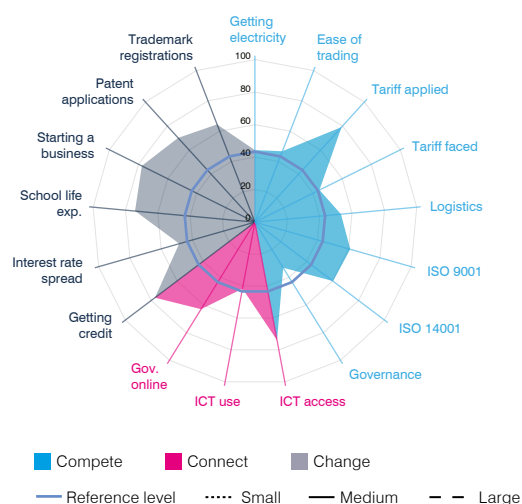 Getting
electricity
Ease of
trading
Tariff applied
Tariff faced
Logistics
ISO 9001
ISO 14001
Governance
ICT access
ICT use
Gov.
online
Getting
credit
Interest rate
spread
School life
exp.
Starting a
business
Patent
applications
Trademark
registrations
100
80
60
40
20
0
Compete
Connect
Change
Reference level
Small
Medium
Large